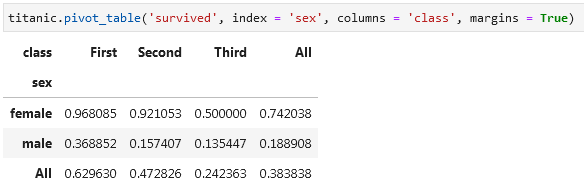 titanic.pivot_table('survived', index = 'sex', columns = 'class', margins = True)
class First Second Third All
sex
female 0.968085 0.921053 0.500000 0.742038
male 0.368852 0.157407 0.135447 0.188908
All 0.629630 0.472826 0.242363 0.383838